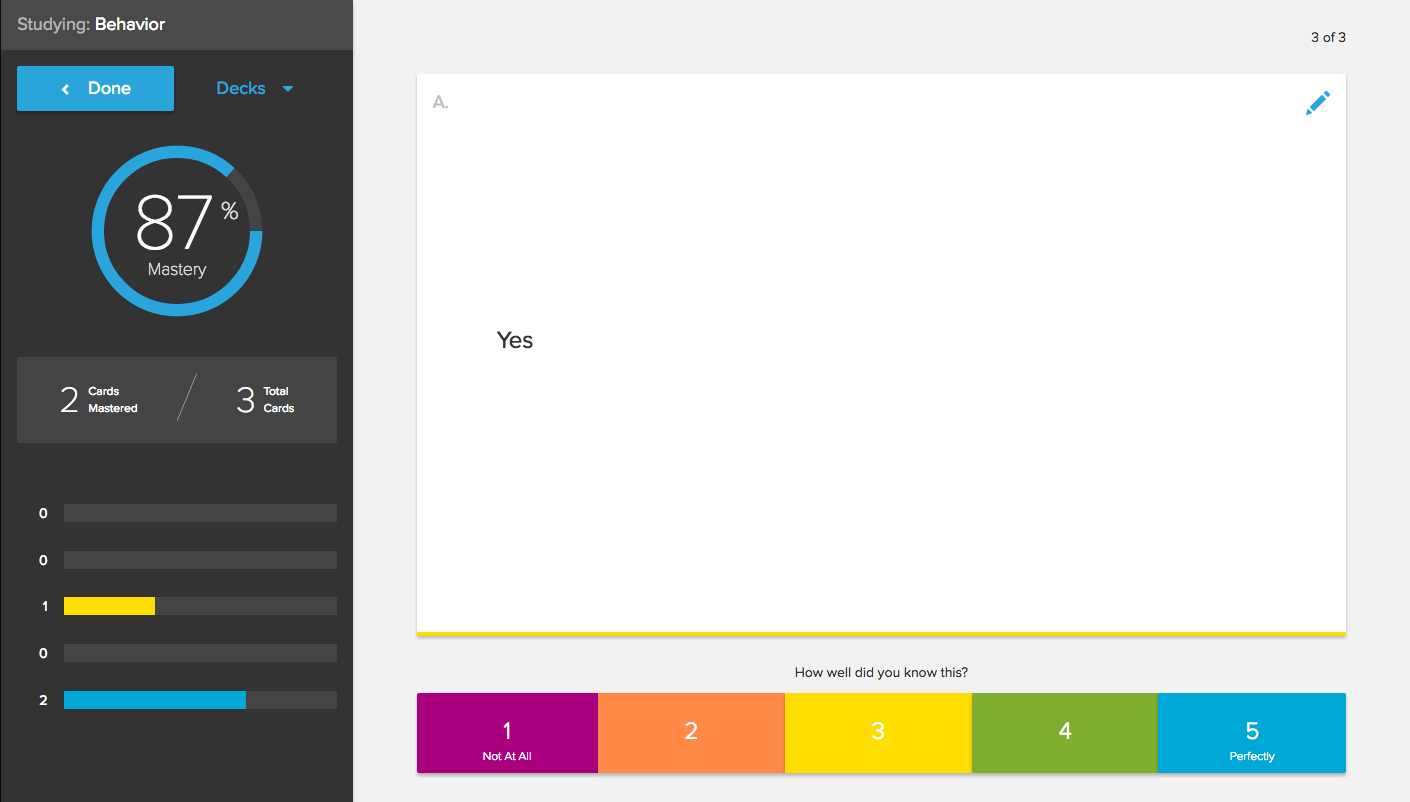 Studying: Behavior
Done
Decks
87%
Mastery
2 Cards Mastered
3 Total Cards
0
0
1
0
2
3 of 3
A.
Yes
How well did you know this?
1
Not At All
2
3
4
5
Perfectly